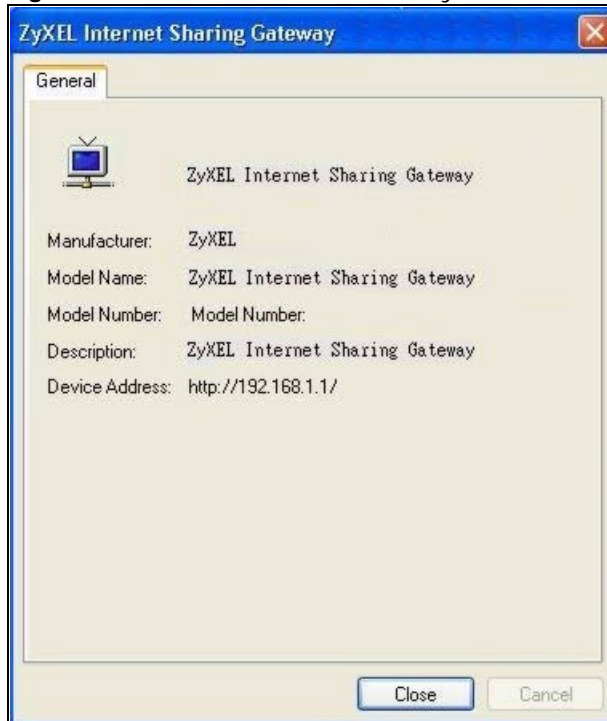 ZyXEL Internet Sharing Gateway
General
ZyXEL Internet Sharing Gateway
Manufacturer: ZyXEL
Model Name: ZyXEL Internet Sharing Gateway
Model Number: Model Number:
Description: ZyXEL Internet Sharing Gateway
Device Address: http://192.168.1.1/
Close Cancel